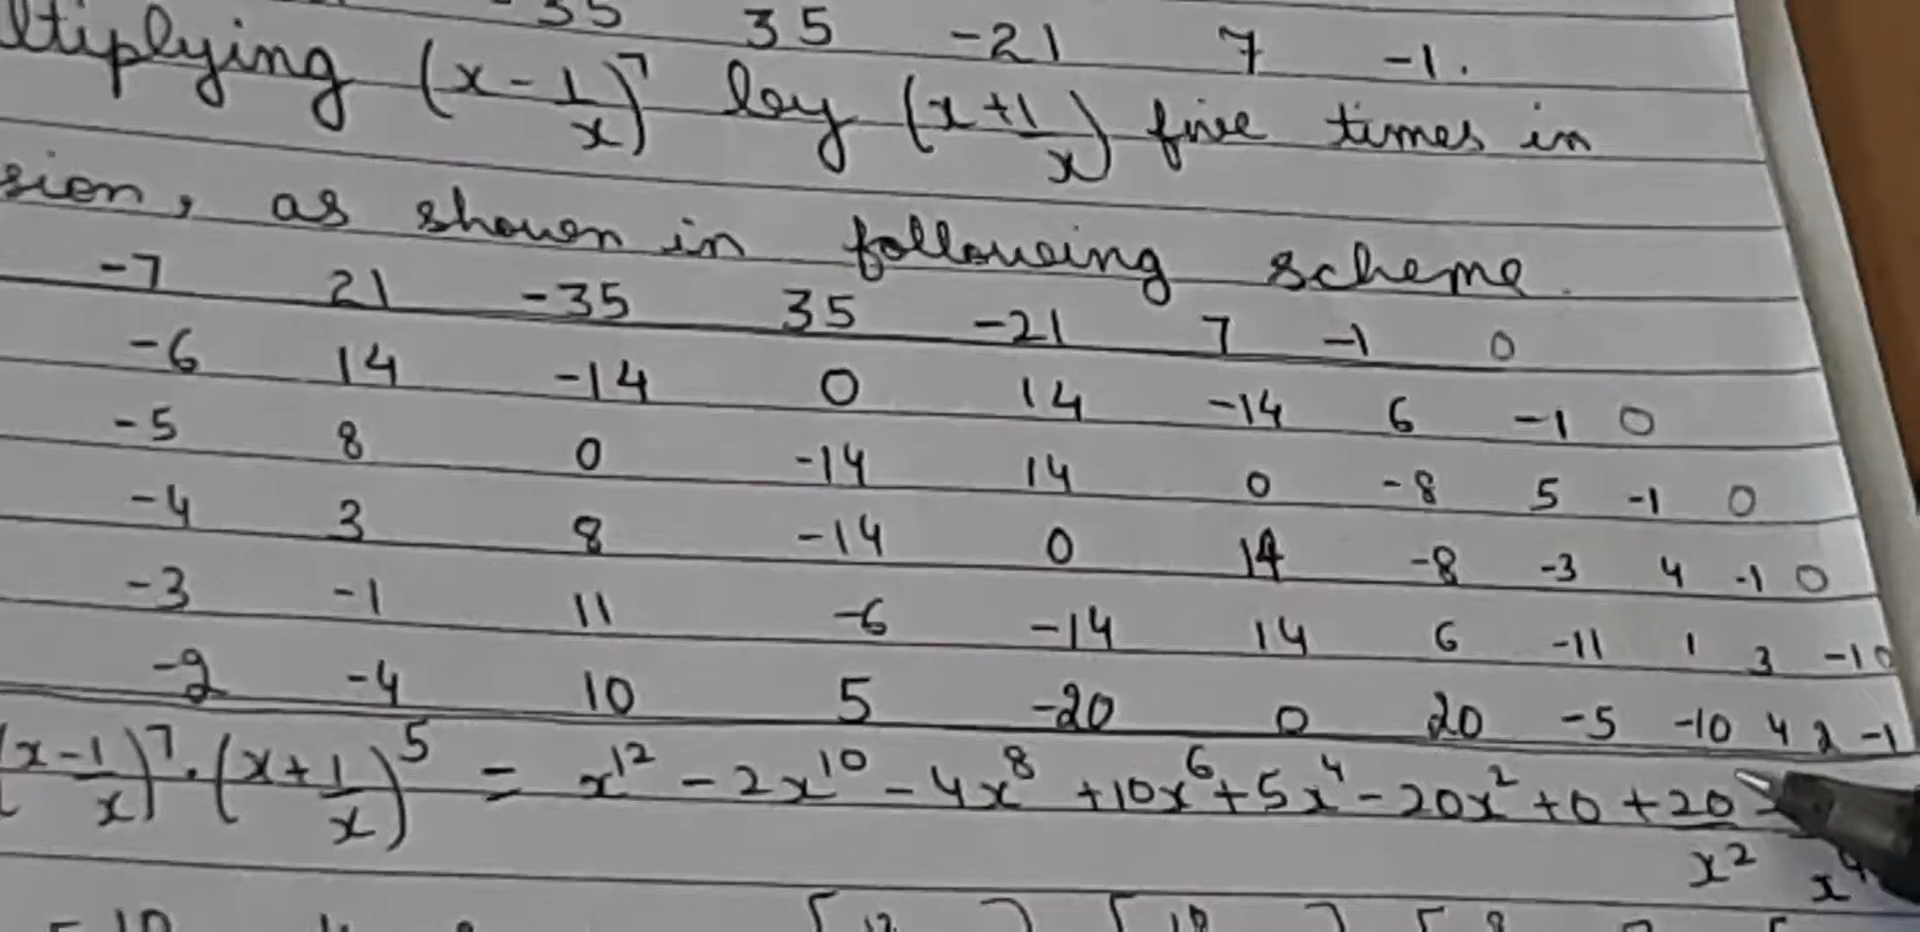 -35 35 -21 7 -1.
ltiplying (x - 1/x)^7 by (x + 1/x) five times in
sion, as shown in following scheme.
-7 21 -35 35 -21 7 -1 0
-6 14 -14 0 14 -14 6 -1 0
-5 8 0 -14 14 0 -8 5 -1 0
-4 3 8 -14 0 14 -8 -3 4 -1 0
-3 -1 11 -6 -14 14 6 -11 1 3 -1 0
-2 -4 10 5 -20 0 20 -5 -10 4 2 -1
(x - 1/x)^7 . (x + 1/x)^5 = x^12 - 2x^10 - 4x^8 + 10x^6 + 5x^4 - 20x^2 + 0 + 20/x^2